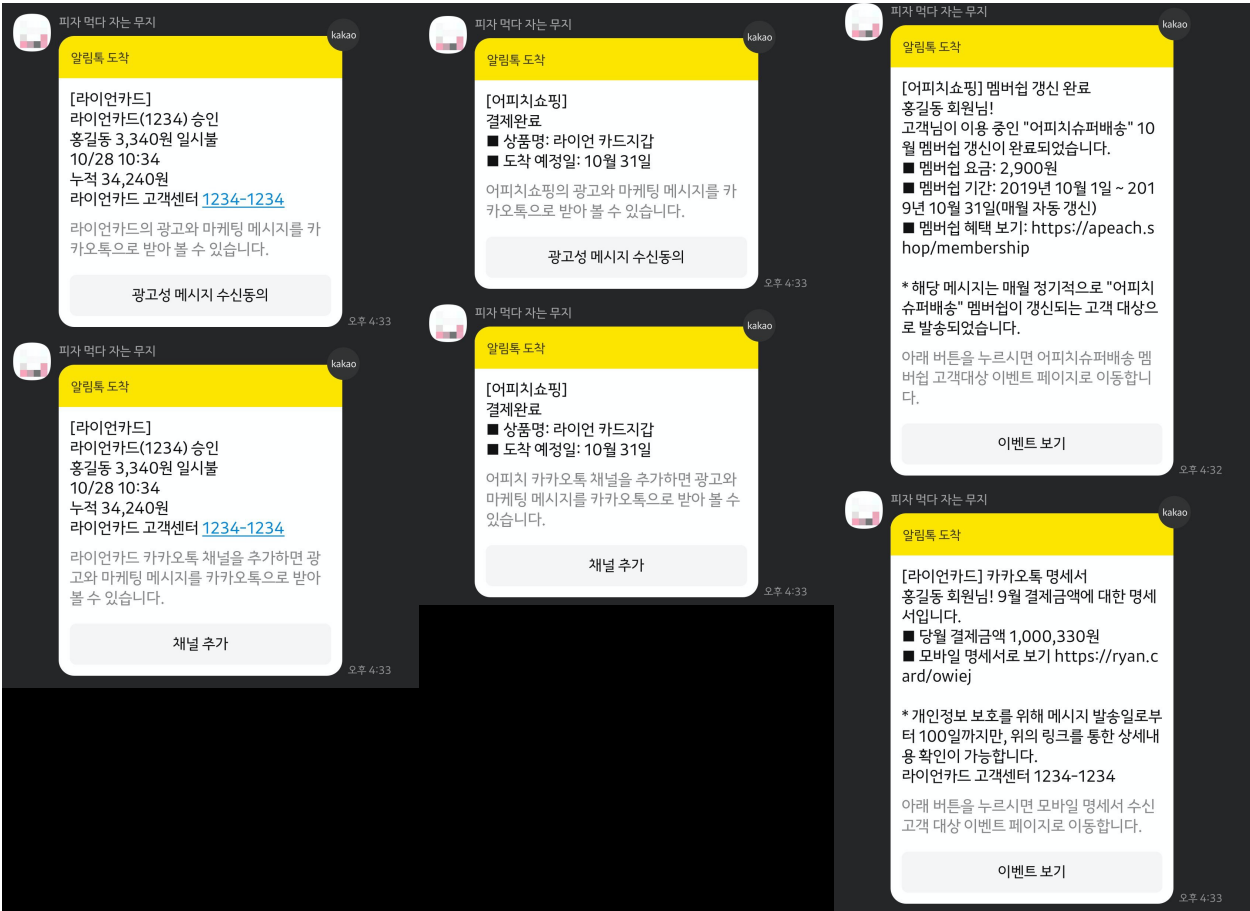 피자 먹다 자는 무지
kakao
알림톡 도착
[라이언카드]
라이언카드(1234) 승인
홍길동 3,340원 일시불
10/28 10:34
누적 34,240원
라이언카드 고객센터 1234-1234
라이언카드의 광고와 마케팅 메시지를 카
카오톡으로 받아 볼 수 있습니다.
광고성 메시지 수신동의
오후 4:33
피자 먹다 자는 무지
kakao
알림톡 도착
[라이언카드]
라이언카드(1234) 승인
홍길동 3,340원 일시불
10/28 10:34
누적 34,240원
라이언카드 고객센터 1234-1234
라이언카드 카카오톡 채널을 추가하면 광
고와 마케팅 메시지를 카카오톡으로 받아
볼 수 있습니다.
채널 추가
오후 4:33
피자 먹다 자는 무지
kakao
알림톡 도착
[어피치쇼핑]
결제완료
■ 상품명: 라이언 카드지갑
■ 도착 예정일: 10월 31일
어피치쇼핑의 광고와 마케팅 메시지를 카
카오톡으로 받아 볼 수 있습니다.
광고성 메시지 수신동의
오후 4:33
피자 먹다 자는 무지
kakao
알림톡 도착
[어피치쇼핑]
결제완료
■ 상품명: 라이언 카드지갑
■ 도착 예정일: 10월 31일
어피치 카카오톡 채널을 추가하면 광고와
마케팅 메시지를 카카오톡으로 받아 볼 수
있습니다.
채널 추가
오후 4:33
피자 먹다 자는 무지
kakao
알림톡 도착
[어피치쇼핑] 멤버쉽 갱신 완료
홍길동 회원님!
고객님이 이용 중인 "어피치슈퍼배송" 10
월 멤버쉽 갱신이 완료되었습니다.
■ 멤버쉽 요금: 2,900원
■ 멤버쉽 기간: 2019년 10월 1일 ~ 201
9년 10월 31일(매월 자동 갱신)
■ 멤버쉽 혜택 보기: https://apeach.s
hop/membership
* 해당 메시지는 매월 정기적으로 "어피치
슈퍼배송" 멤버쉽이 갱신되는 고객 대상으
로 발송되었습니다.
아래 버튼을 누르시면 어피치슈퍼배송 멤
버쉽 고객대상 이벤트 페이지로 이동합니
다.
이벤트 보기
오후 4:32
피자 먹다 자는 무지
kakao
알림톡 도착
[라이언카드] 카카오톡 명세서
홍길동 회원님! 9월 결제금액에 대한 명세
서입니다.
■ 당월 결제금액 1,000,330원
■ 모바일 명세서로 보기 https://ryan.c
ard/owiej
* 개인정보 보호를 위해 메시지 발송일로부
터 100일까지만, 위의 링크를 통한 상세내
용 확인이 가능합니다.
라이언카드 고객센터 1234-1234
아래 버튼을 누르시면 모바일 명세서 수신
고객 대상 이벤트 페이지로 이동합니다.
이벤트 보기
오후 4:33